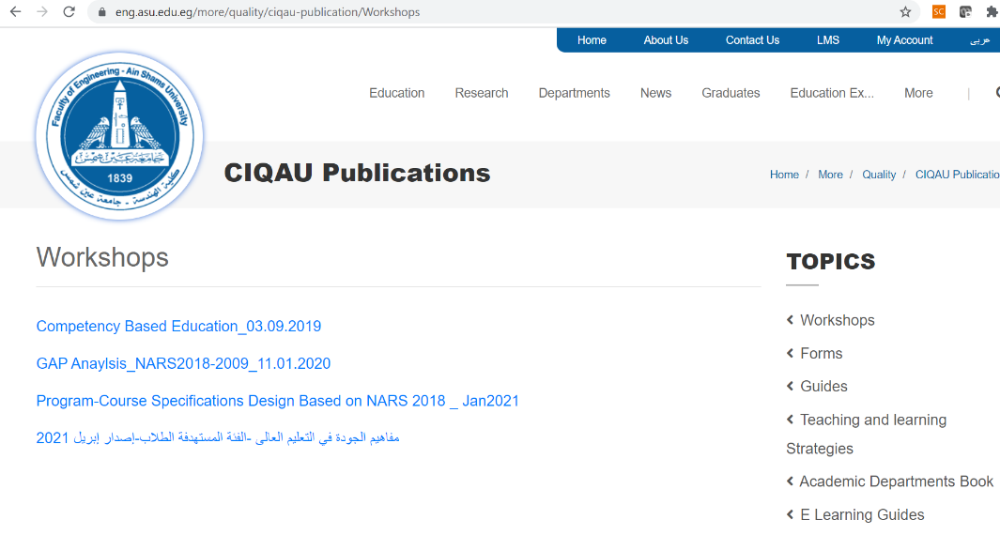 eng.asu.edu.eg/more/quality/ciqau-publication/Workshops
SC
Home About Us Contact Us LMS My Account عربى
Faculty of Engineering - Ain Shams University
جامعة عين شمس
1839
كلية الهندسة - جامعة عين شمس
Education Research Departments News Graduates Education Ex... More |
CIQAU Publications
Home / More / Quality / CIQAU Publicatio
Workshops
Competency Based Education_03.09.2019
GAP Anaylsis_NARS2018-2009_11.01.2020
Program-Course Specifications Design Based on NARS 2018 _ Jan2021
مفاهيم الجودة في التعليم العالى -الفئة المستهدفة الطلاب-إصدار إبريل 2021
TOPICS
Workshops
Forms
Guides
Teaching and learning
Strategies
Academic Departments Book
E Learning Guides